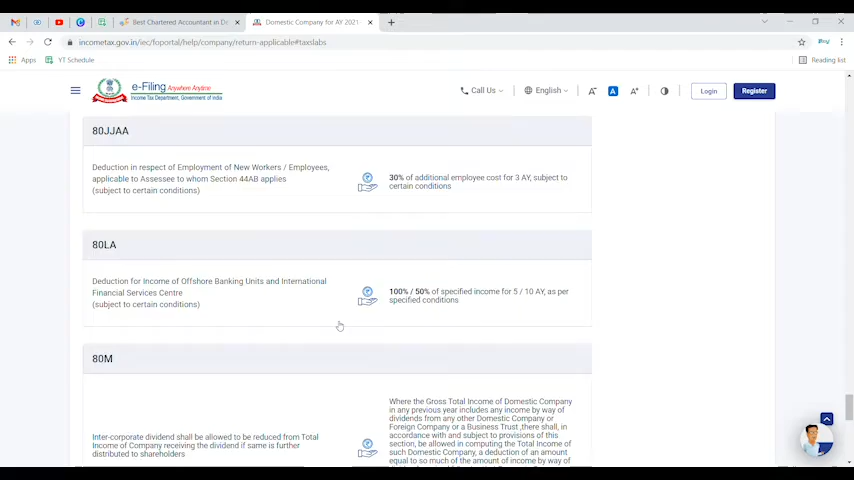 Best Chartered Accountant in De
Domestic Company for AY 2021-
incometax.gov.in/iec/foportal/help/company/return-applicable#taxslabs
Apps
YT Schedule
Reading list
e-Filing Anywhere Anytime
Income Tax Department, Government of India
Call Us
English
A-
A
A+
Login
Register
80JJAA
Deduction in respect of Employment of New Workers / Employees,
applicable to Assessee to whom Section 44AB applies
(subject to certain conditions)
30% of additional employee cost for 3 AY, subject to
certain conditions
80LA
Deduction for Income of Offshore Banking Units and International
Financial Services Centre
(subject to certain conditions)
100% / 50% of specified income for 5 / 10 AY, as per
specified conditions
80M
Inter-corporate dividend shall be allowed to be reduced from Total
Income of Company receiving the dividend if same is further
distributed to shareholders
Where the Gross Total Income of Domestic Company
in any previous year includes any income by way of
dividends from any other Domestic Company or
Foreign Company or a Business Trust ,there shall, in
accordance with and subject to provisions of this
section, be allowed in computing the Total Income of
such Domestic Company, a deduction of an amount
equal to so much of the amount of income by way of